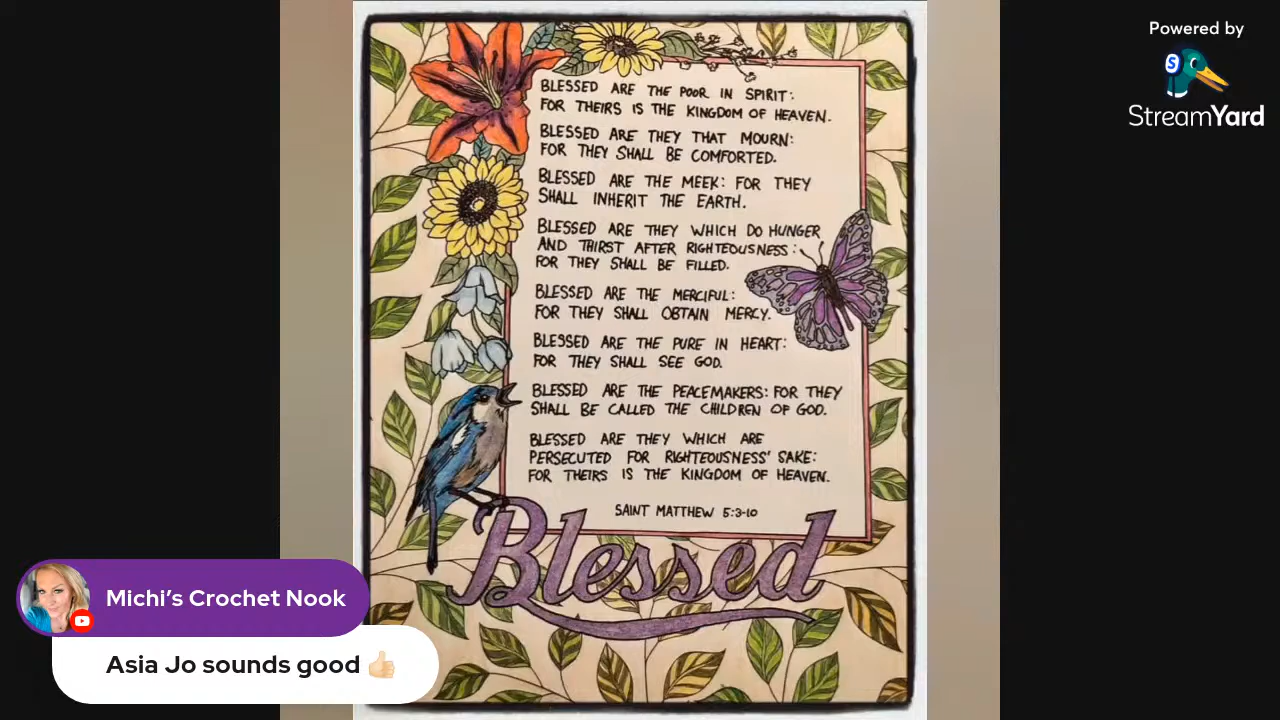 Powered by
StreamYard
BLESSED ARE THE POOR IN SPIRIT:
FOR THEIRS IS THE KINGDOM OF HEAVEN.
BLESSED ARE THEY THAT MOURN:
FOR THEY SHALL BE COMFORTED.
BLESSED ARE THE MEEK: FOR THEY
SHALL INHERIT THE EARTH.
BLESSED ARE THEY WHICH DO HUNGER
AND THIRST AFTER RIGHTEOUSNESS:
FOR THEY SHALL BE FILLED.
BLESSED ARE THE MERCIFUL:
FOR THEY SHALL OBTAIN MERCY.
BLESSED ARE THE PURE IN HEART:
FOR THEY SHALL SEE GOD.
BLESSED ARE THE PEACEMAKERS: FOR THEY
SHALL BE CALLED THE CHILDREN OF GOD.
BLESSED ARE THEY WHICH ARE
PERSECUTED FOR RIGHTEOUSNESS' SAKE:
FOR THEIRS IS THE KINGDOM OF HEAVEN.
SAINT MATTHEW 5:3-10
Blessed
Michi's Crochet Nook
Asia Jo sounds good 👍🏻